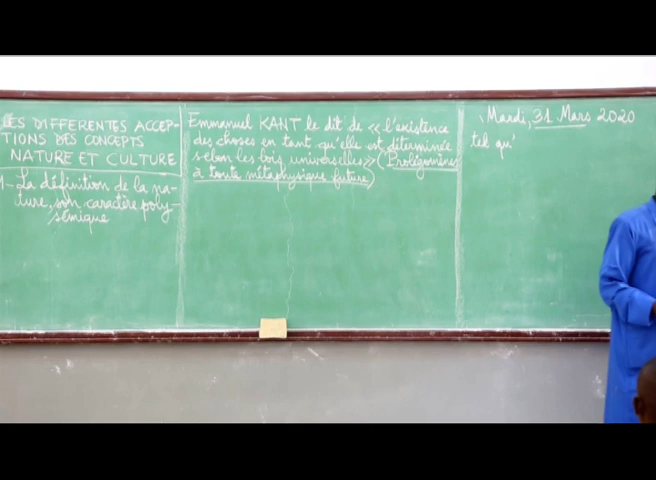 LES DIFFERENTES ACCEP-
TIONS DES CONCEPTS
NATURE ET CULTURE
1- La définition de la na-
ture, son caractère poly-
sémique
Emmanuel KANT le dit de « l'existence
des choses en tant qu'elle est déterminée
selon les lois universelles » (Prolégomènes
à toute métaphysique future)
Mardi, 31 Mars 2020
tel qu'